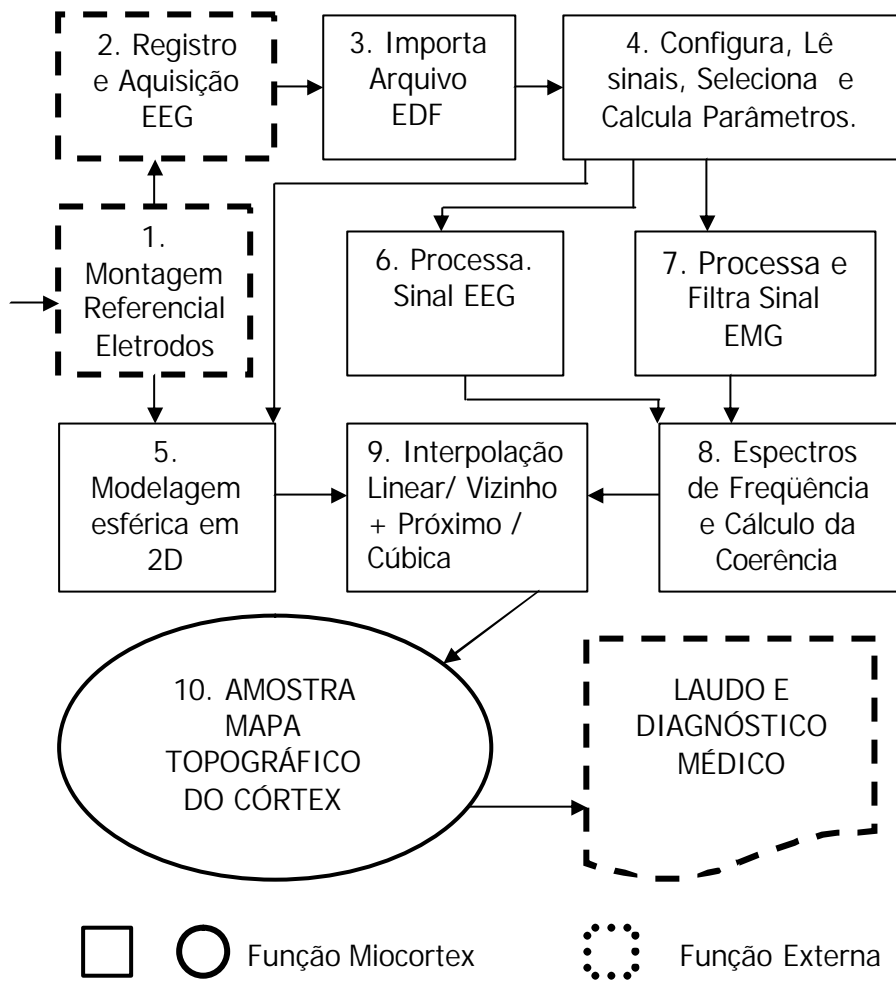 2. Registro
e Aquisição
EEG
3. Importa
Arquivo
EDF
4. Configura, Lê
sinais, Seleciona e
Calcula Parâmetros.
1.
Montagem
Referencial
Eletrodos
6. Processa.
Sinal EEG
7. Processa e
Filtra Sinal
EMG
5.
Modelagem
esférica em
2D
9. Interpolação
Linear/ Vizinho
+ Próximo /
Cúbica
8. Espectros
de Freqüência
e Cálculo da
Coerência
10. AMOSTRA
MAPA
TOPOGRÁFICO
DO CÓRTEX
LAUDO E
DIAGNÓSTICO
MÉDICO
Função Miocortex
Função Externa